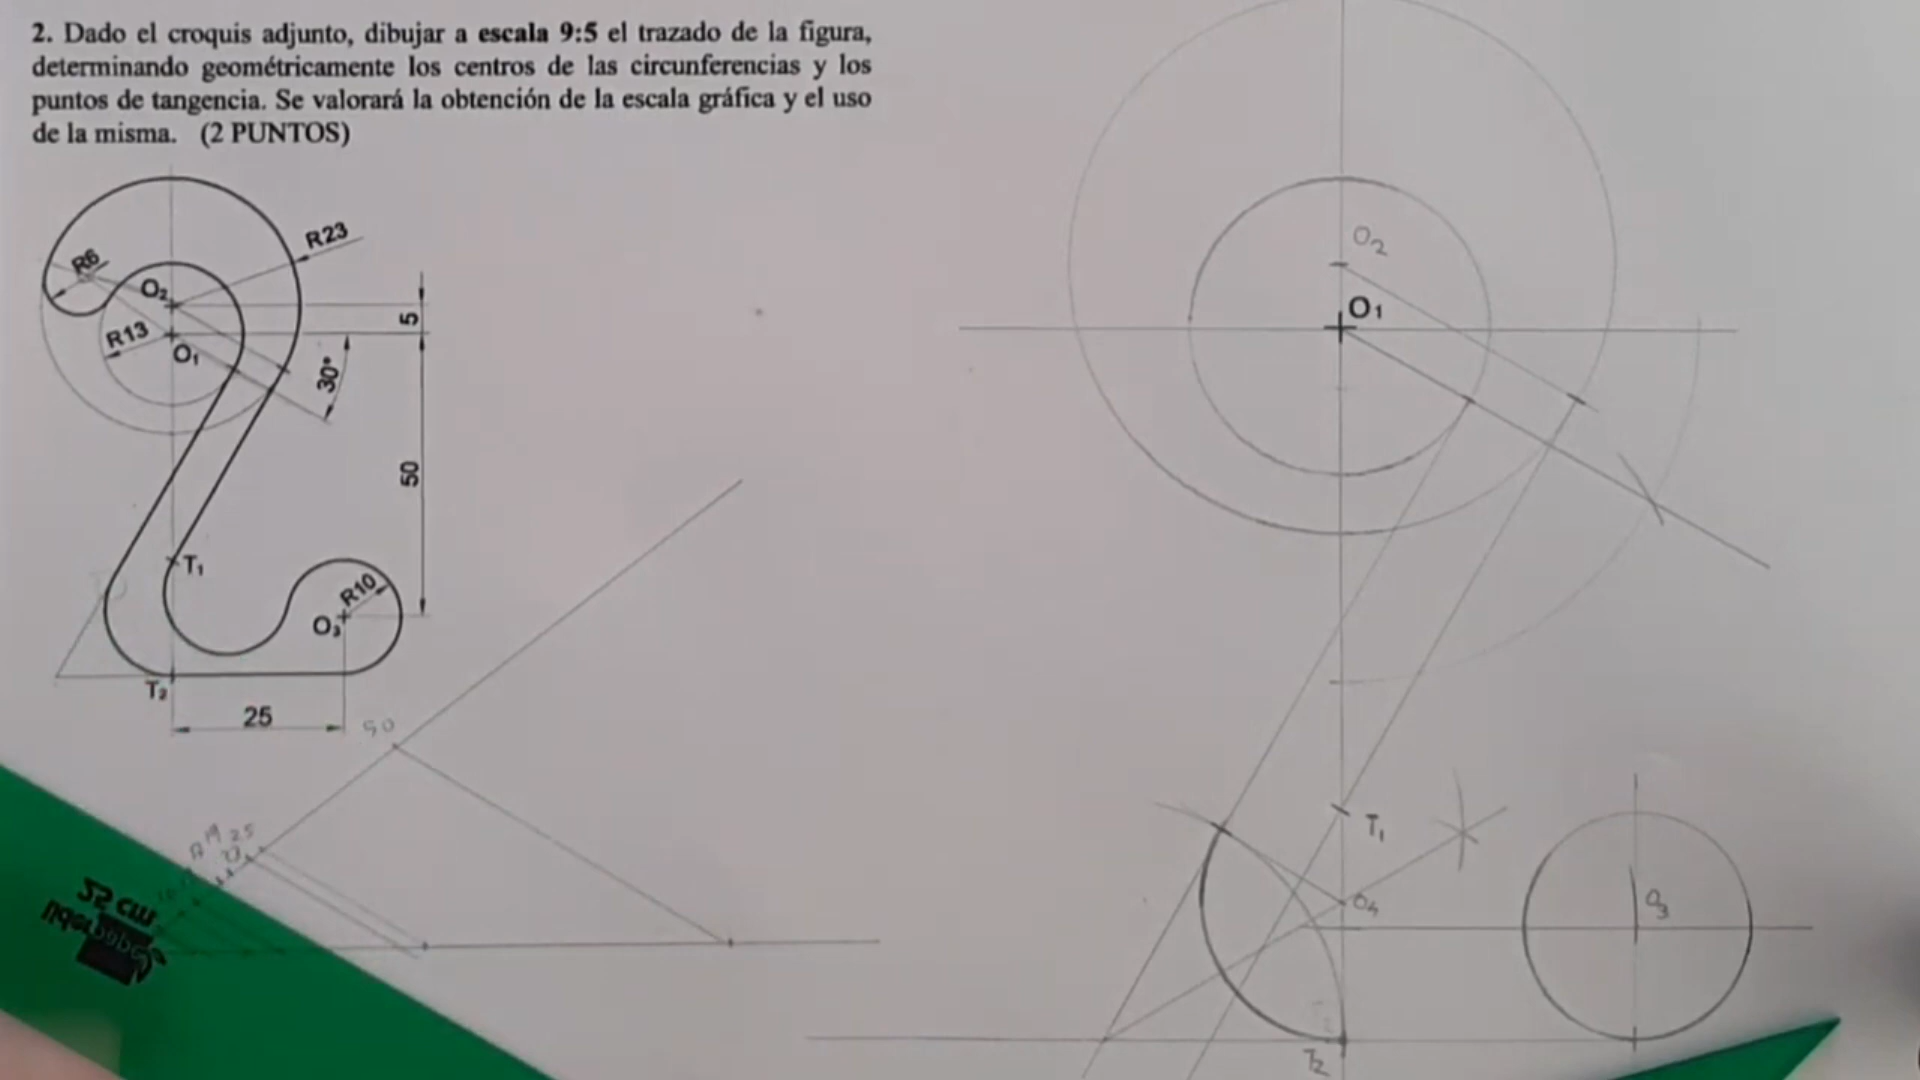 2. Dado el croquis adjunto, dibujar a escala 9:5 el trazado de la figura,
determinando geométricamente los centros de las circunferencias y los
puntos de tangencia. Se valorará la obtención de la escala gráfica y el uso
de la misma. (2 PUNTOS)
R23
R6
O₂
5
R13
O₁
30°
50
T₁
R10
O₃
T₂
25
50
25
52 cm
O₂
O₁
T₁
O₄
O₃
T₂